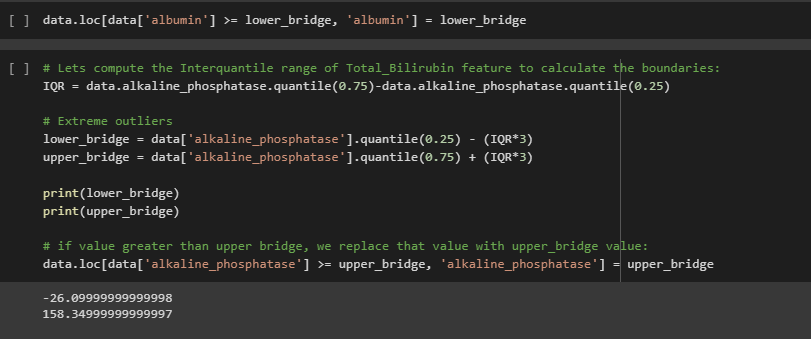 [ ] data.loc[data['albumin'] >= lower_bridge, 'albumin'] = lower_bridge
[ ] # Lets compute the Interquantile range of Total_Bilirubin feature to calculate the boundaries:
IQR = data.alkaline_phosphatase.quantile(0.75)-data.alkaline_phosphatase.quantile(0.25)
# Extreme outliers
lower_bridge = data['alkaline_phosphatase'].quantile(0.25) - (IQR*3)
upper_bridge = data['alkaline_phosphatase'].quantile(0.75) + (IQR*3)
print(lower_bridge)
print(upper_bridge)
# if value greater than upper bridge, we replace that value with upper_bridge value:
data.loc[data['alkaline_phosphatase'] >= upper_bridge, 'alkaline_phosphatase'] = upper_bridge
-26.09999999999998
158.34999999999997